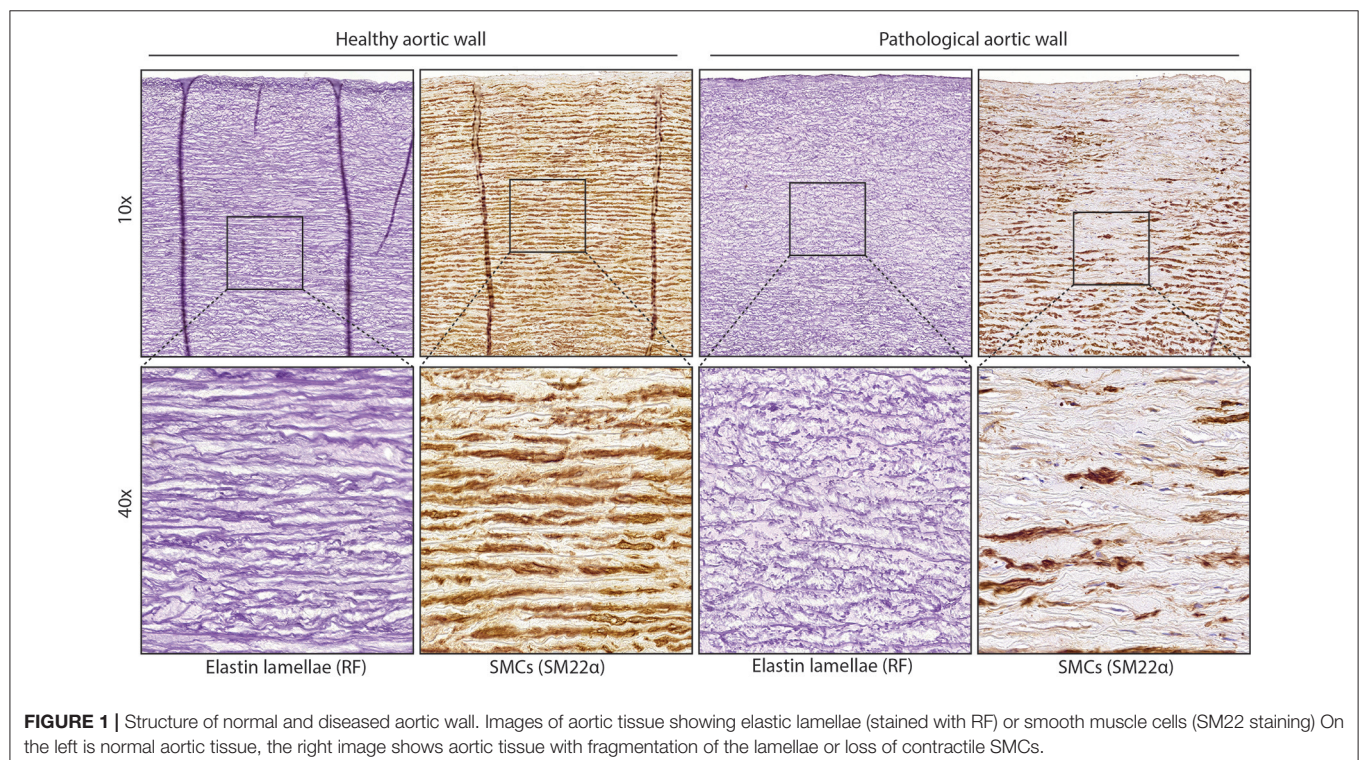 Healthy aortic wall
Pathological aortic wall
10x
40x
Elastin lamellae (RF)
SMCs (SM22α)
Elastin lamellae (RF)
SMCs (SM22α)
FIGURE 1 | Structure of normal and diseased aortic wall. Images of aortic tissue showing elastic lamellae (stained with RF) or smooth muscle cells (SM22 staining) On
the left is normal aortic tissue, the right image shows aortic tissue with fragmentation of the lamellae or loss of contractile SMCs.